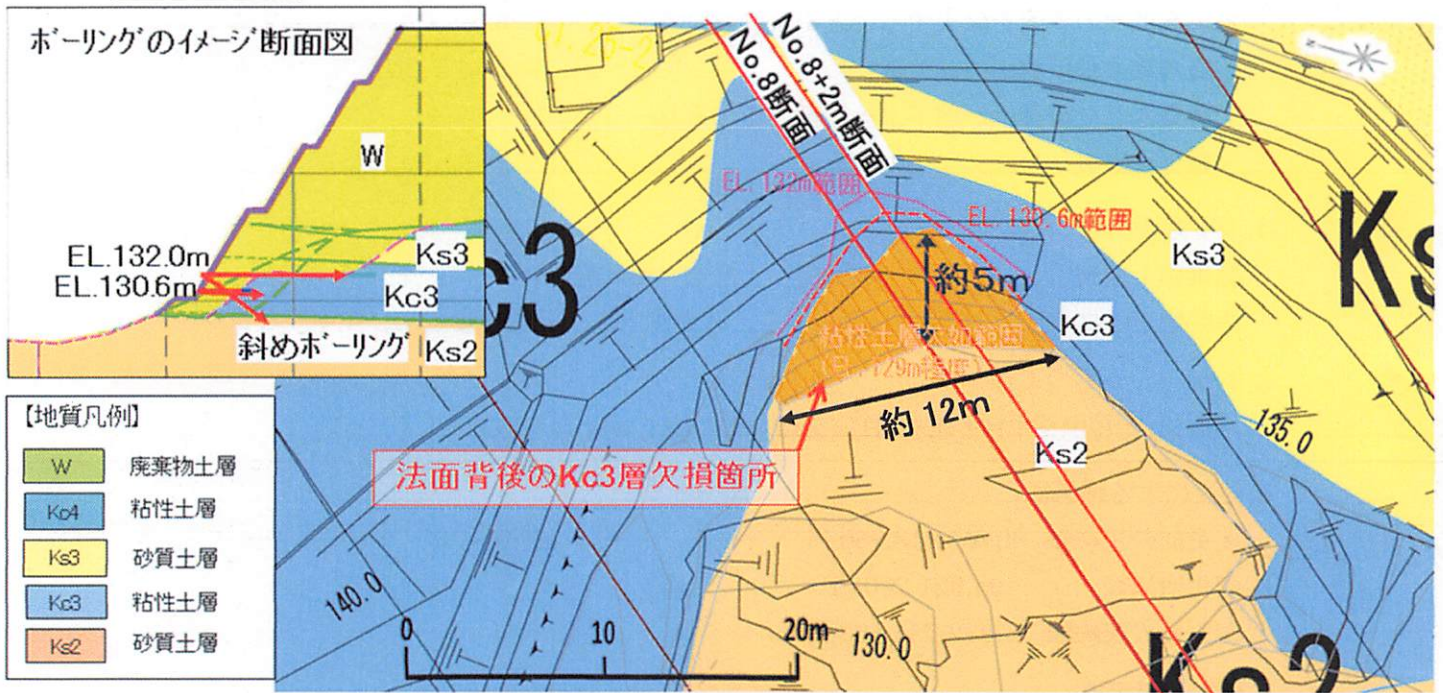 ボーリングのイメージ断面図
W
EL.132.0m
EL.130.6m
Ks3
Kc3
斜めボーリング
Ks2
【地質凡例】
W 廃棄物土層
Kc4 粘性土層
Ks3 砂質土層
Kc3 粘性土層
Ks2 砂質土層
No.8断面
No.8+2m断面
EL.132m範囲
EL.130.6m範囲
約5m
約12m
Ks3
Kc3
Ks2
法面背後のKc3層欠損箇所
c3
Ks
Ks2
140.0
135.0
130.0
0 10 20m